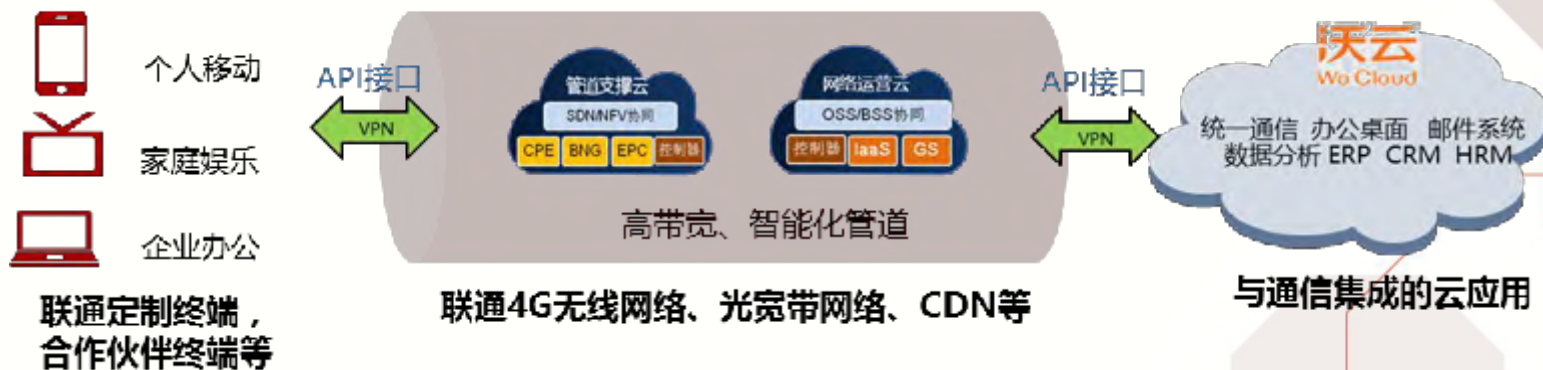 个人移动
家庭娱乐
企业办公
联通定制终端，
合作伙伴终端等
API接口
VPN
管道支撑云
SDN/NFV协同
CPE BNG EPC 控制器
网络运营云
OSS/BSS协同
控制器 IaaS GS
高带宽、智能化管道
联通4G无线网络、光宽带网络、CDN等
API接口
VPN
沃云
Wo Cloud
统一通信 办公桌面 邮件系统
数据分析 ERP CRM HRM
与通信集成的云应用